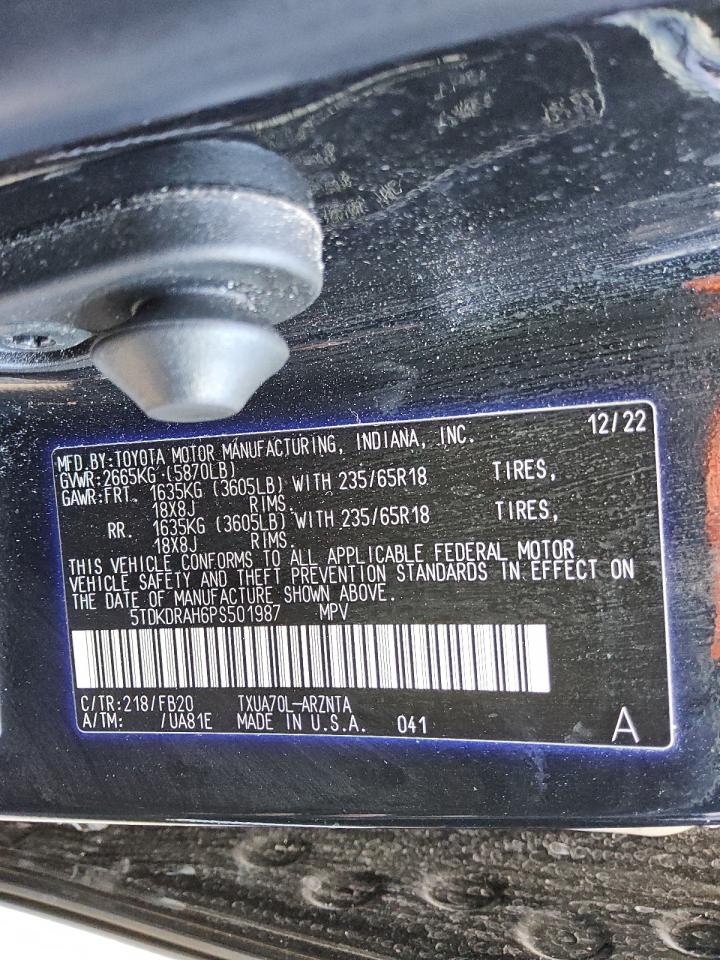 12/22
MFD.BY:TOYOTA MOTOR MANUFACTURING, INDIANA, INC.
GVWR:2665KG (5870LB)
GAWR:FRT. 1635KG (3605LB) WITH 235/65R18 TIRES,
18X8J RIMS.
RR. 1635KG (3605LB) WITH 235/65R18 TIRES,
18X8J RIMS.
THIS VEHICLE CONFORMS TO ALL APPLICABLE FEDERAL MOTOR
VEHICLE SAFETY AND THEFT PREVENTION STANDARDS IN EFFECT ON
THE DATE OF MANUFACTURE SHOWN ABOVE.
5TDKDRAH6PS501987 MPV
C/TR:218/FB20 TXUA70L-ARZNTA
A/TM: /UA81E MADE IN U.S.A. 041 A